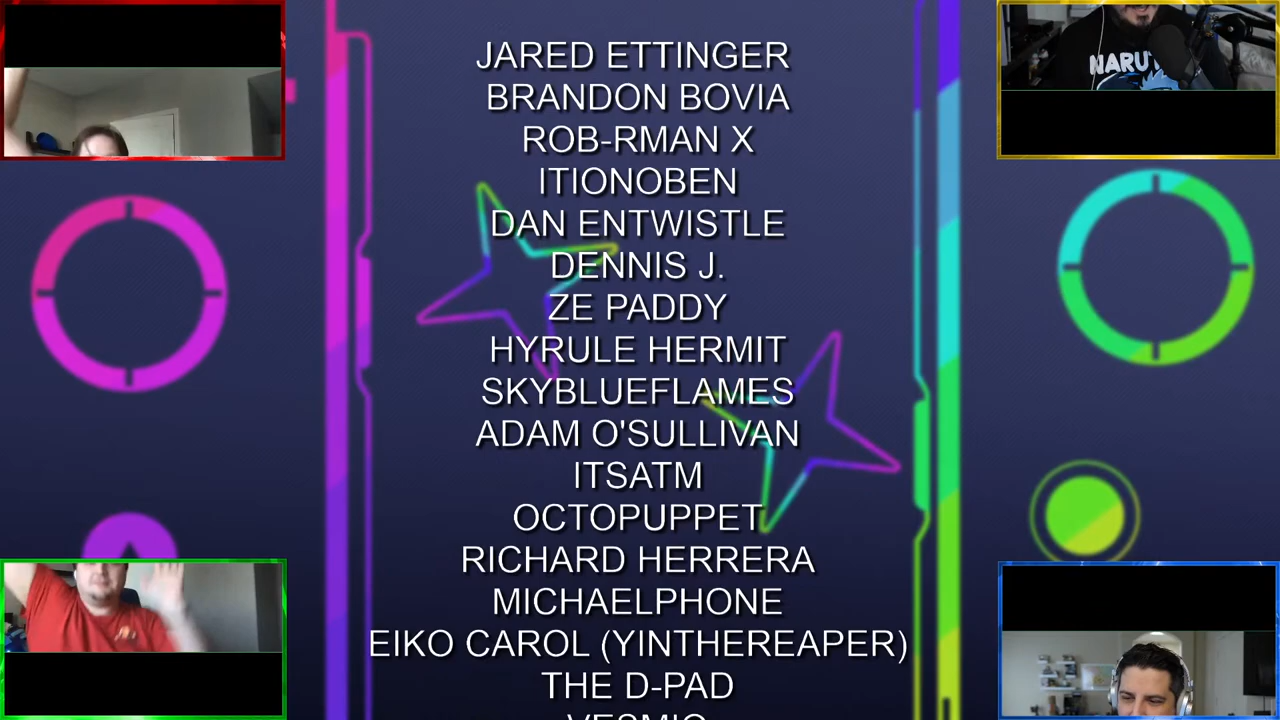 JARED ETTINGER
BRANDON BOVIA
ROB-RMAN X
ITIONOBEN
DAN ENTWISTLE
DENNIS J.
ZE PADDY
HYRULE HERMIT
SKYBLUEFLAMES
ADAM O'SULLIVAN
ITSATM
OCTOPUPPET
RICHARD HERRERA
MICHAELPHONE
EIKO CAROL (YINTHEREAPER)
THE D-PAD